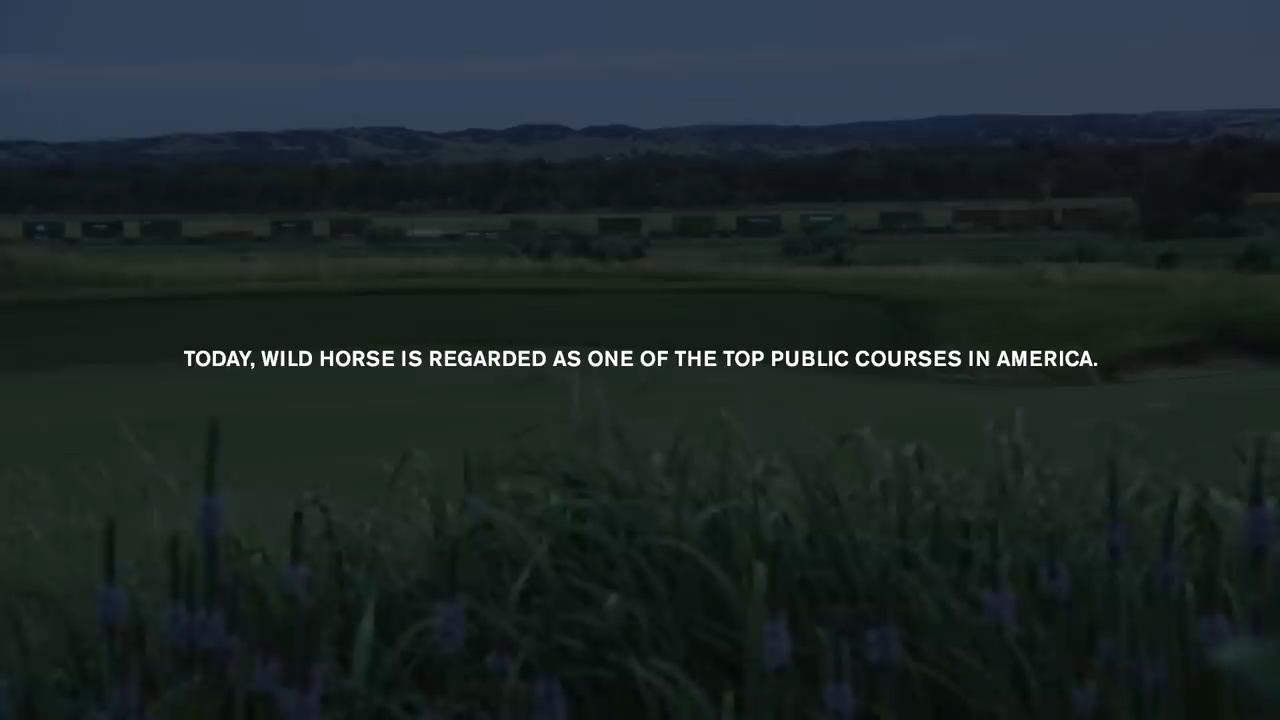 TODAY, WILD HORSE IS REGARDED AS ONE OF THE TOP PUBLIC COURSES IN AMERICA.